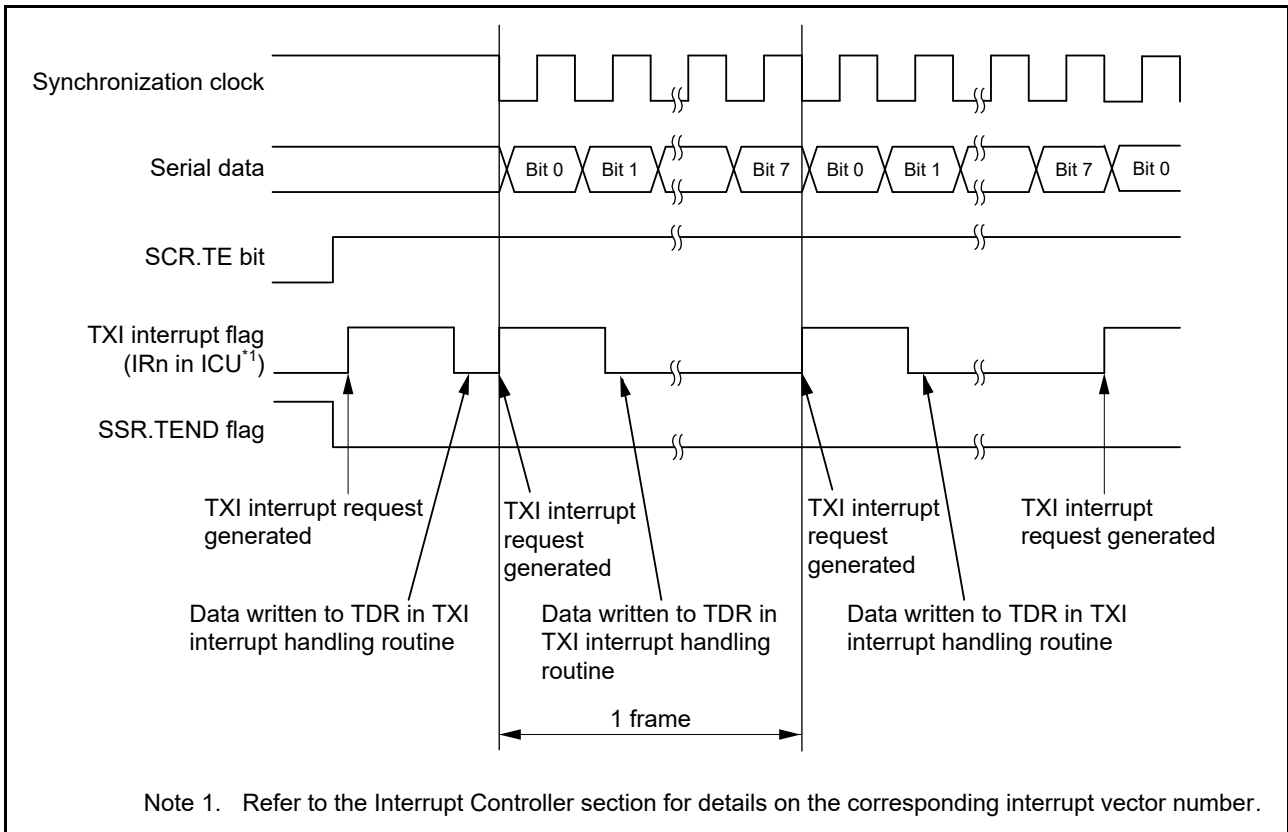 Synchronization clock
Serial data
Bit 0 Bit 1 Bit 7 Bit 0 Bit 1 Bit 7 Bit 0
SCR.TE bit
TXI interrupt flag
(IRn in ICU*1)
SSR.TEND flag
TXI interrupt request
generated
TXI interrupt
request
generated
TXI interrupt
request
generated
TXI interrupt
request generated
Data written to TDR in TXI
interrupt handling routine
Data written to TDR in
TXI interrupt handling
routine
Data written to TDR in TXI
interrupt handling routine
1 frame
Note 1. Refer to the Interrupt Controller section for details on the corresponding interrupt vector number.